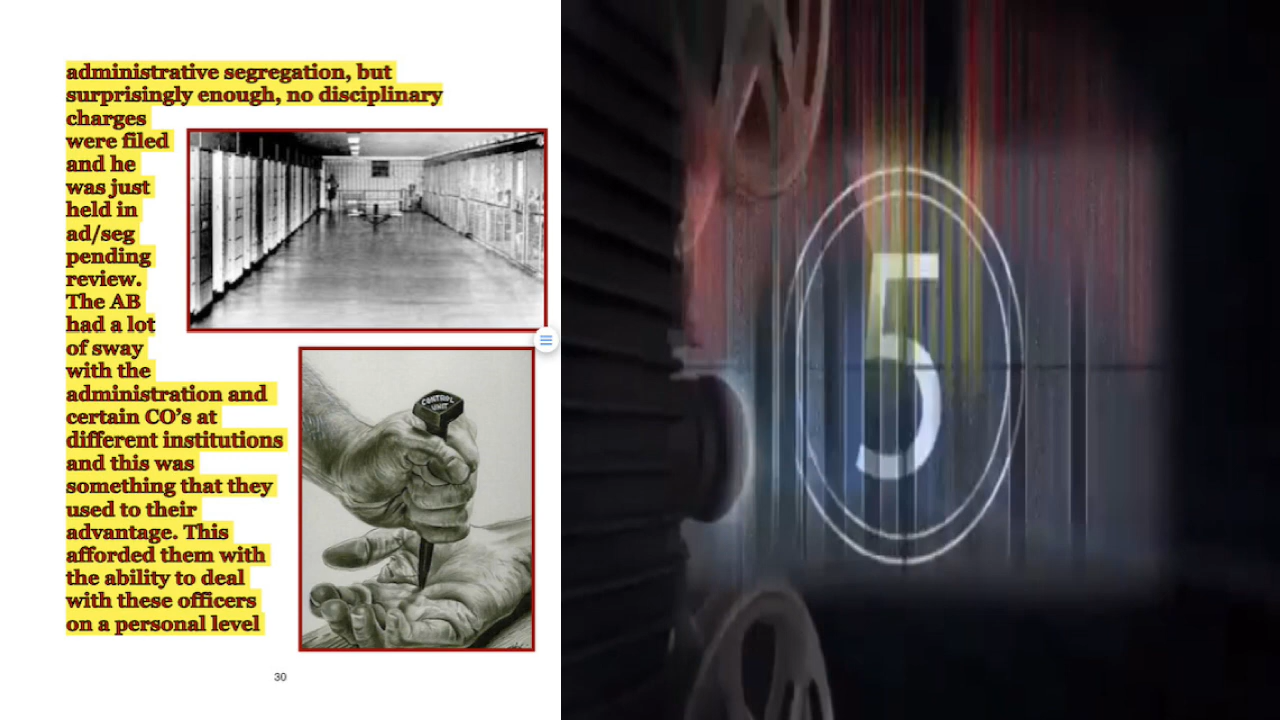 administrative segregation, but
surprisingly enough, no disciplinary
charges
were filed
and he
was just
held in
ad/seg
pending
review.
The AB
had a lot
of sway
with the
administration and
certain CO’s at
different institutions
and this was
something that they
used to their
advantage. This
afforded them with
the ability to deal
with these officers
on a personal level
CONTROL
UNIT
30
5